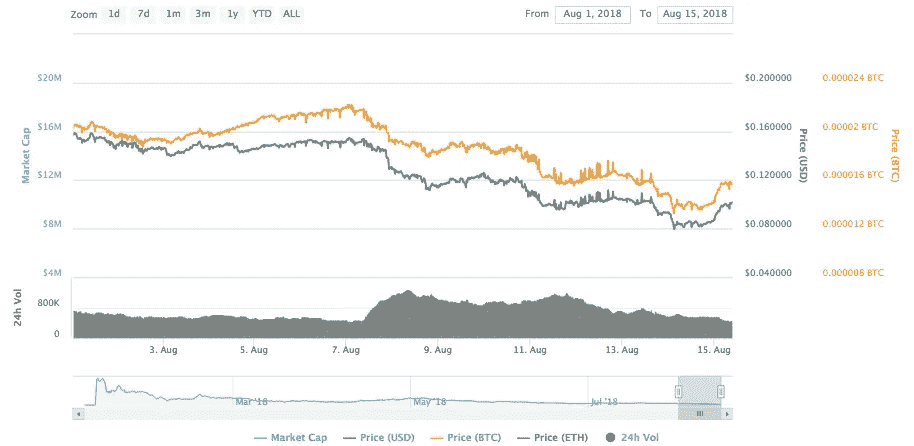 Zoom 1d 7d 1m 3m 1y YTD ALL From Aug 1, 2018 To Aug 15, 2018
$20M $0.200000 0.000024 BTC
$16M $0.160000 0.00002 BTC
$12M $0.120000 0.000016 BTC
$8M $0.080000 0.000012 BTC
$4M $0.040000 0.000008 BTC
Market Cap
Price (USD)
Price (BTC)
24h Vol
800K
0
3. Aug 5. Aug 7. Aug 9. Aug 11. Aug 13. Aug 15. Aug
Mar '18 May '18 Jul '18
Market Cap Price (USD) Price (BTC) Price (ETH) 24h Vol